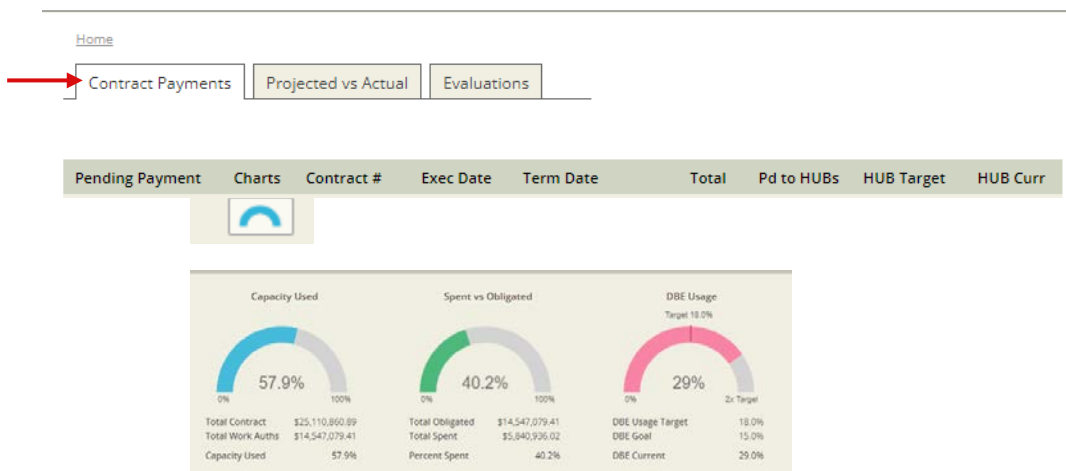 Home
Contract Payments Projected vs Actual Evaluations
Pending Payment Charts Contract # Exec Date Term Date Total Pd to HUBs HUB Target HUB Curr
Capacity Used Spent vs Obligated DBE Usage
Target 18.0%
57.9% 40.2% 29%
0% 100% 0% 100% 0% 2x Target
Total Contract $25,110,860.89 Total Obligated $14,547,079.41 DBE Usage Target 18.0%
Total Work Auths $14,547,079.41 Total Spent $5,840,936.02 DBE Goal 15.0%
Capacity Used 57.9% Percent Spent 40.2% DBE Current 29.0%